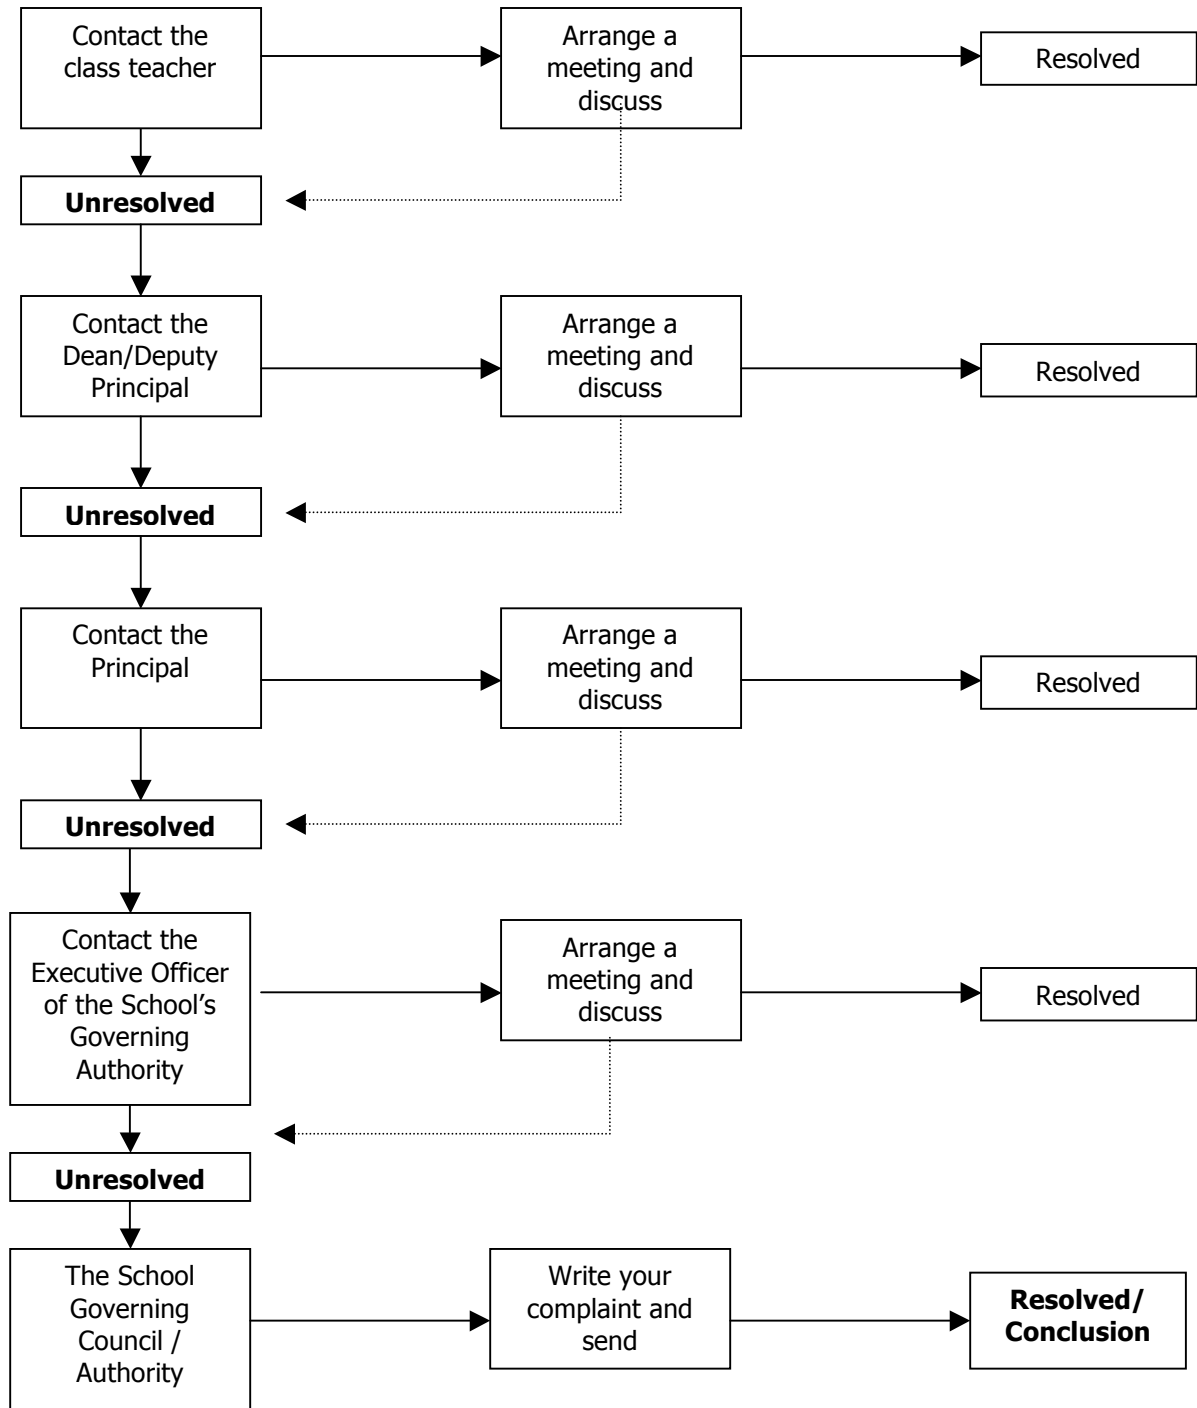 Contact the
class teacher
Arrange a
meeting and
discuss
Resolved
Unresolved
Contact the
Dean/Deputy
Principal
Arrange a
meeting and
discuss
Resolved
Unresolved
Contact the
Principal
Arrange a
meeting and
discuss
Resolved
Unresolved
Contact the
Executive Officer
of the School’s
Governing
Authority
Arrange a
meeting and
discuss
Resolved
Unresolved
The School
Governing
Council /
Authority
Write your
complaint and
send
Resolved/
Conclusion